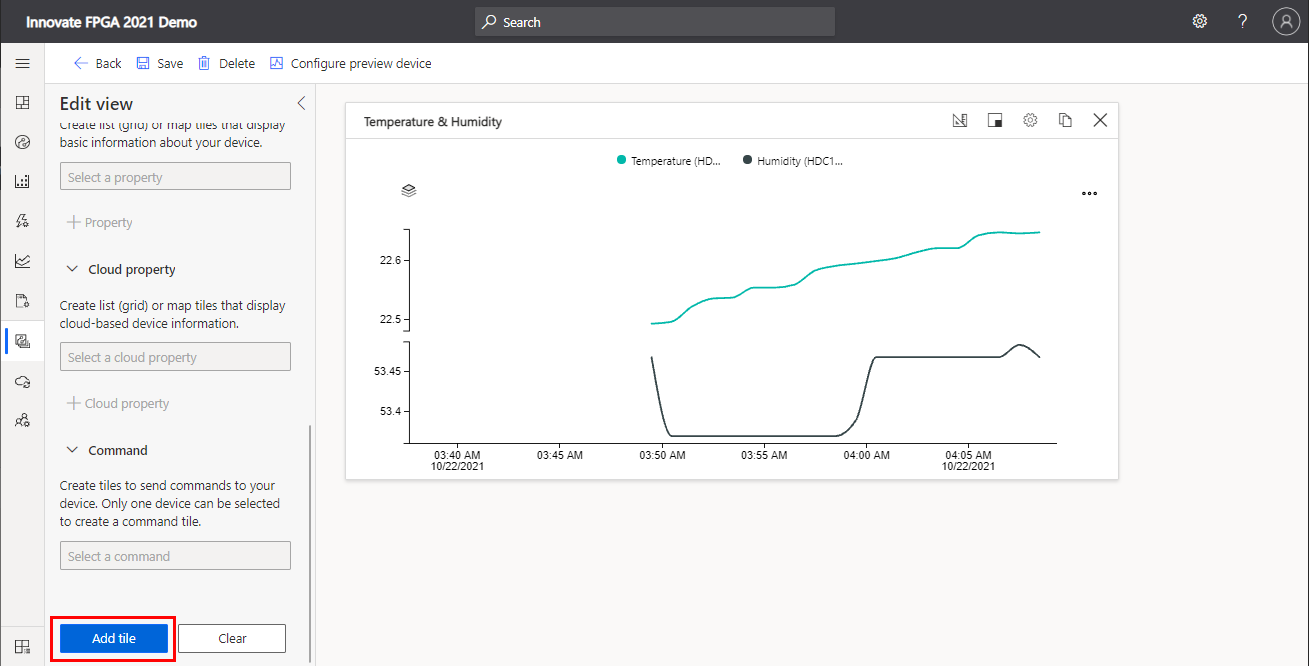 Innovate FPGA 2021 Demo
Search
?
Back
Save
Delete
Configure preview device
Edit view
Create list (grid) or map tiles that display
basic information about your device.
Select a property
Property
Cloud property
Create list (grid) or map tiles that display
cloud-based device information.
Select a cloud property
Cloud property
Command
Create tiles to send commands to your
device. Only one device can be selected
to create a command tile.
Select a command
Add tile
Clear
Temperature & Humidity
Temperature (HD...
Humidity (HDC1...
22.6
22.5
53.45
53.4
03:40 AM
10/22/2021
03:45 AM
03:50 AM
03:55 AM
04:00 AM
04:05 AM
10/22/2021